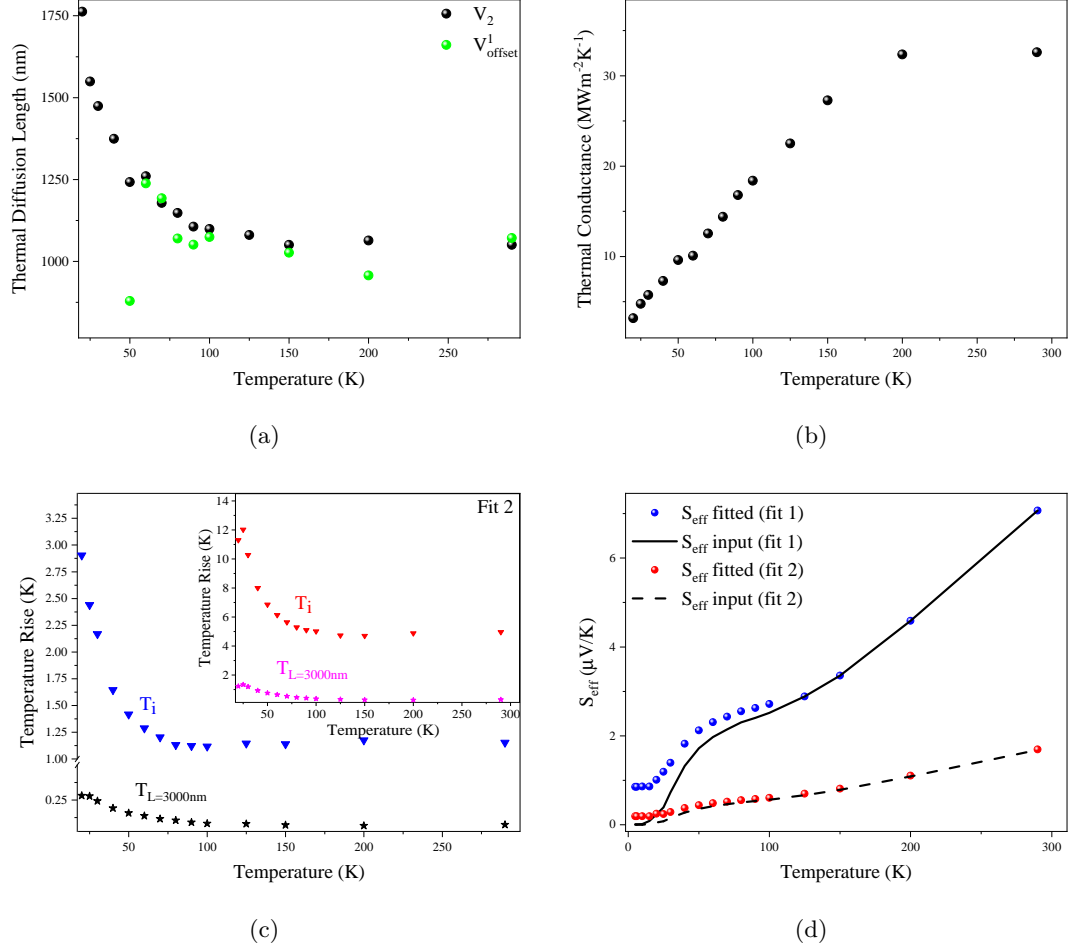 1750
1500
1250
1000
Thermal Diffusion Length (nm)
V2
V1offset
50
100
150
200
250
Temperature (K)
(a)
30
20
10
Thermal Conductance (MWm-2K-1)
50
100
150
200
250
300
Temperature (K)
(b)
3.25
3.00
2.75
2.50
2.25
2.00
1.75
1.50
1.25
1.00
0.25
Temperature Rise (K)
Ti
TL=3000nm
50
100
150
200
250
Temperature (K)
Fit 2
14
12
10
8
6
4
2
Temperature Rise (K)
Ti
TL=3000nm
50
100
150
200
250
300
Temperature (K)
(c)
6
4
2
0
Seff (μV/K)
Seff fitted (fit 1)
Seff input (fit 1)
Seff fitted (fit 2)
Seff input (fit 2)
0
100
200
300
Temperature (K)
(d)